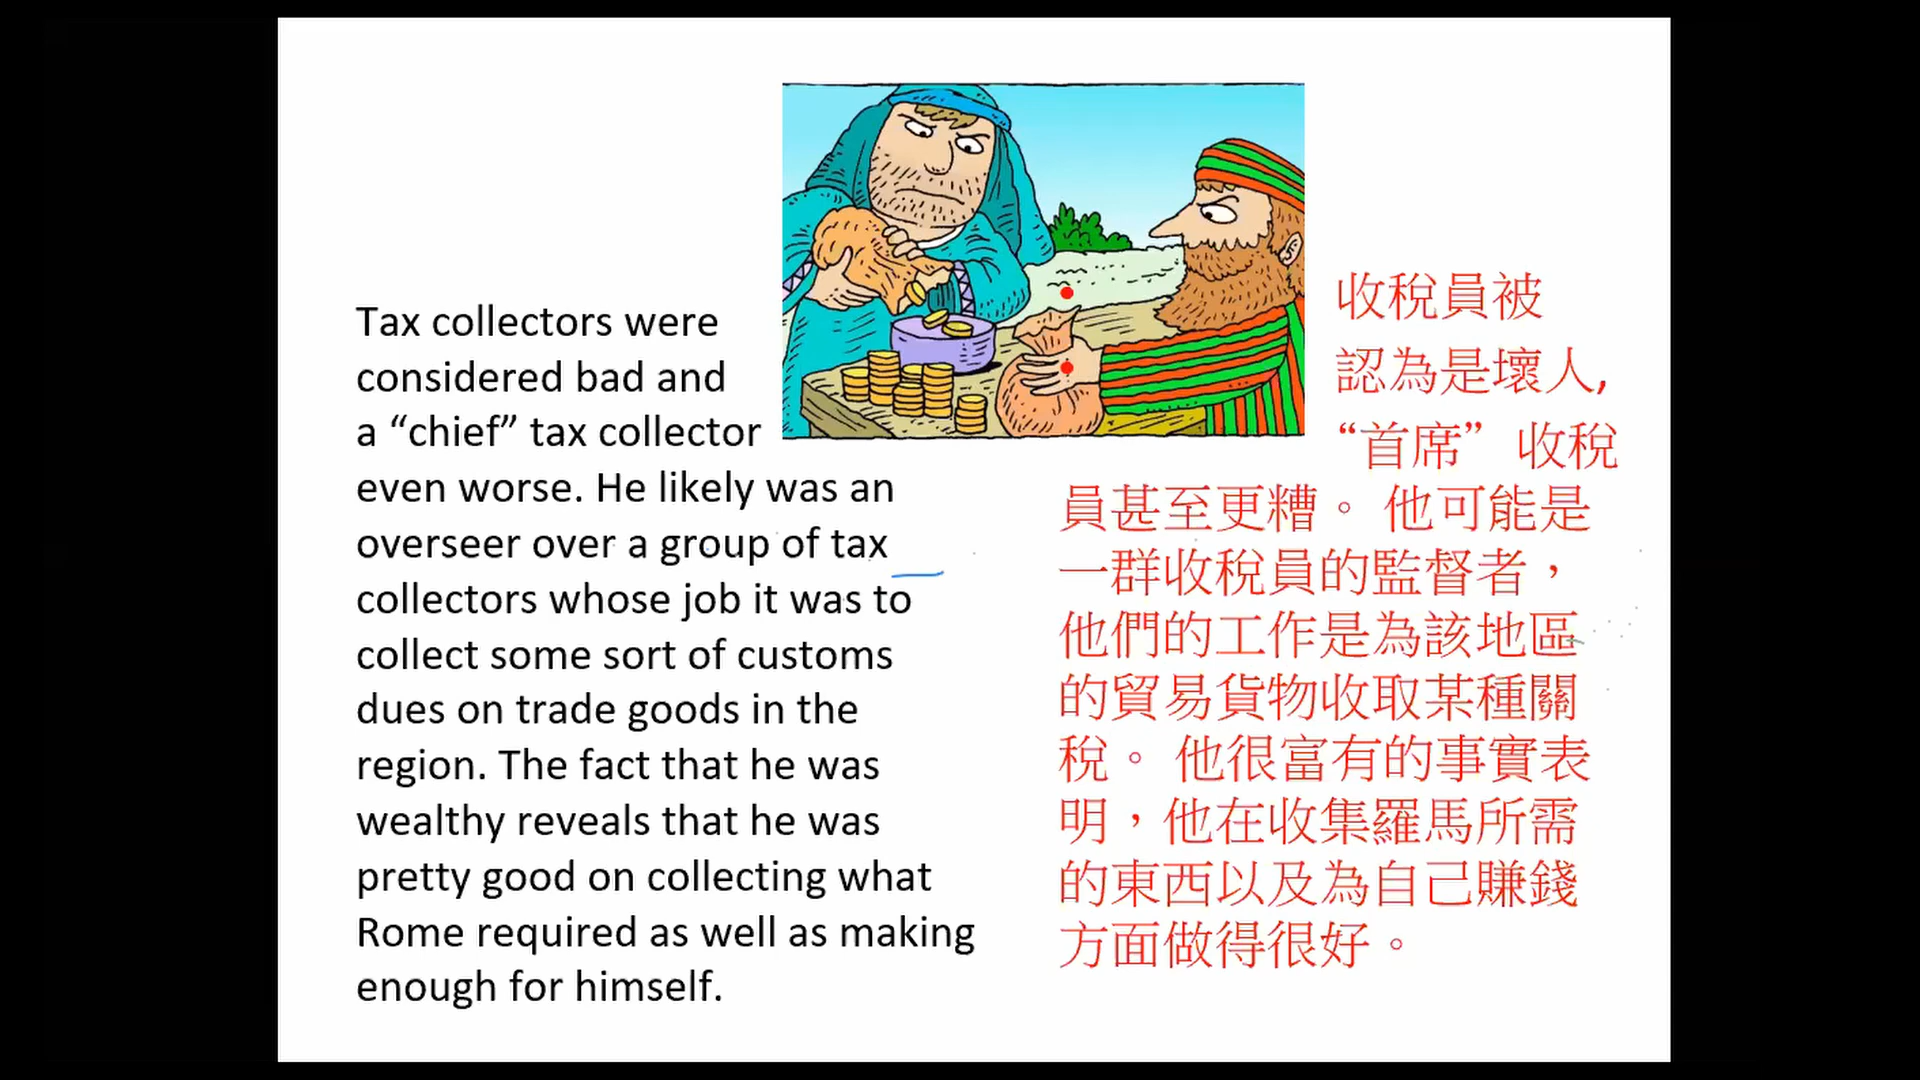 Tax collectors were
considered bad and
a “chief” tax collector
even worse. He likely was an
overseer over a group of tax
collectors whose job it was to
collect some sort of customs
dues on trade goods in the
region. The fact that he was
wealthy reveals that he was
pretty good on collecting what
Rome required as well as making
enough for himself.
收稅員被
認為是壞人,
“首席” 收稅
員甚至更糟。 他可能是
一群收稅員的監督者，
他們的工作是為該地區
的貿易貨物收取某種關
稅。 他很富有的事實表
明，他在收集羅馬所需
的東西以及為自己賺錢
方面做得很好。